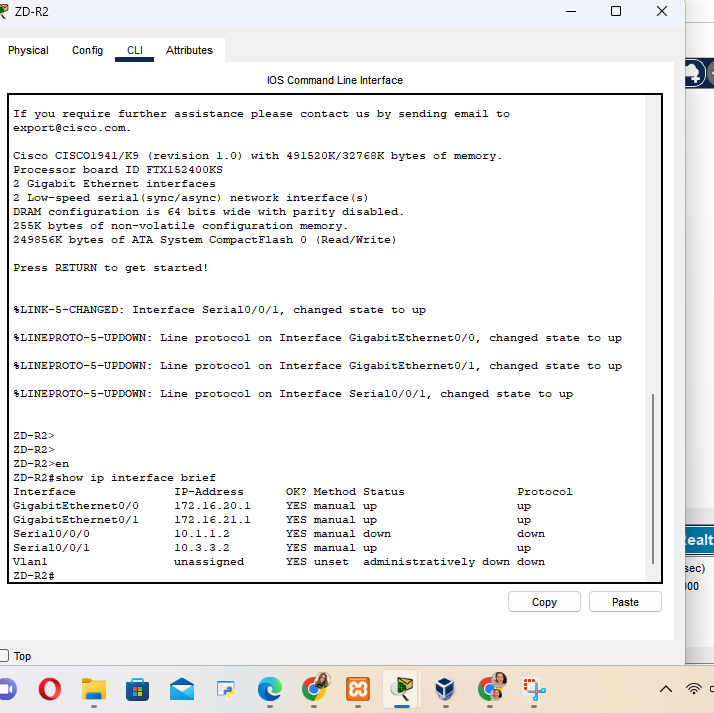 ZD-R2
Physical Config CLI Attributes
IOS Command Line Interface
If you require further assistance please contact us by sending email to
export@cisco.com.
Cisco CISCO1941/K9 (revision 1.0) with 491520K/32768K bytes of memory.
Processor board ID FTX152400KS
2 Gigabit Ethernet interfaces
2 Low-speed serial(sync/async) network interface(s)
DRAM configuration is 64 bits wide with parity disabled.
255K bytes of non-volatile configuration memory.
249856K bytes of ATA System CompactFlash 0 (Read/Write)
Press RETURN to get started!
%LINK-5-CHANGED: Interface Serial0/0/1, changed state to up
%LINEPROTO-5-UPDOWN: Line protocol on Interface GigabitEthernet0/0, changed state to up
%LINEPROTO-5-UPDOWN: Line protocol on Interface GigabitEthernet0/1, changed state to up
%LINEPROTO-5-UPDOWN: Line protocol on Interface Serial0/0/1, changed state to up
ZD-R2>
ZD-R2>
ZD-R2>en
ZD-R2#show ip interface brief
Interface IP-Address OK? Method Status Protocol
GigabitEthernet0/0 172.16.20.1 YES manual up up
GigabitEthernet0/1 172.16.21.1 YES manual up up
Serial0/0/0 10.1.1.2 YES manual down down
Serial0/0/1 10.3.3.2 YES manual up up
Vlan1 unassigned YES unset administratively down down
ZD-R2#
Copy Paste
Top
ealt
sec)
000